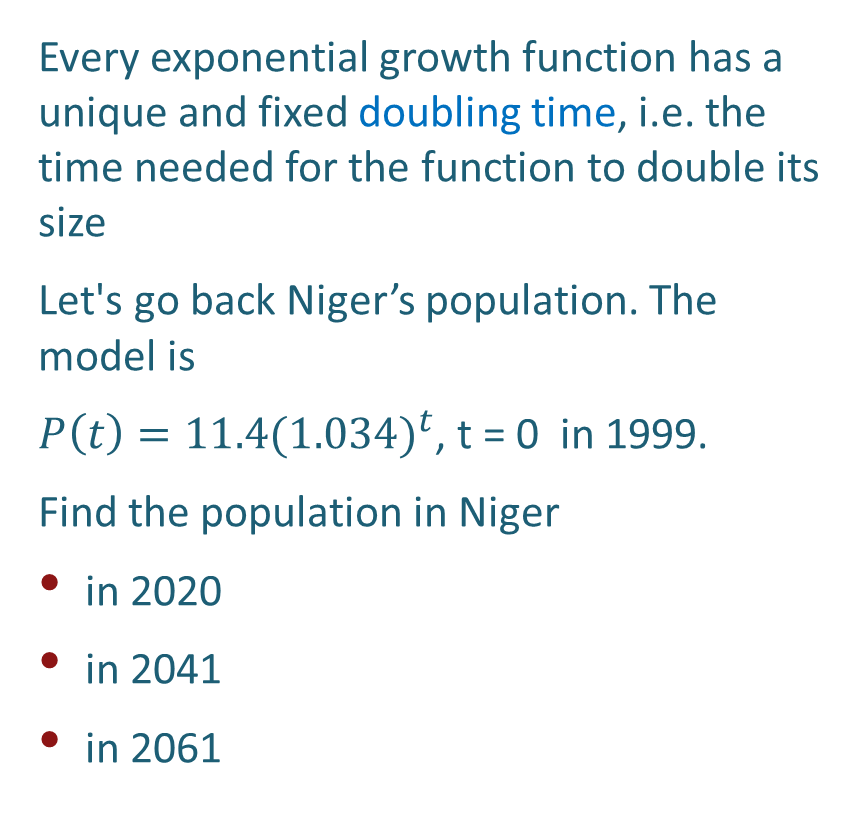 Every exponential growth function has a
unique and fixed doubling time, i.e. the
time needed for the function to double its
size
Let's go back Niger’s population. The
model is
P(t) = 11.4(1.034)^t, t = 0 in 1999.
Find the population in Niger
• in 2020
• in 2041
• in 2061